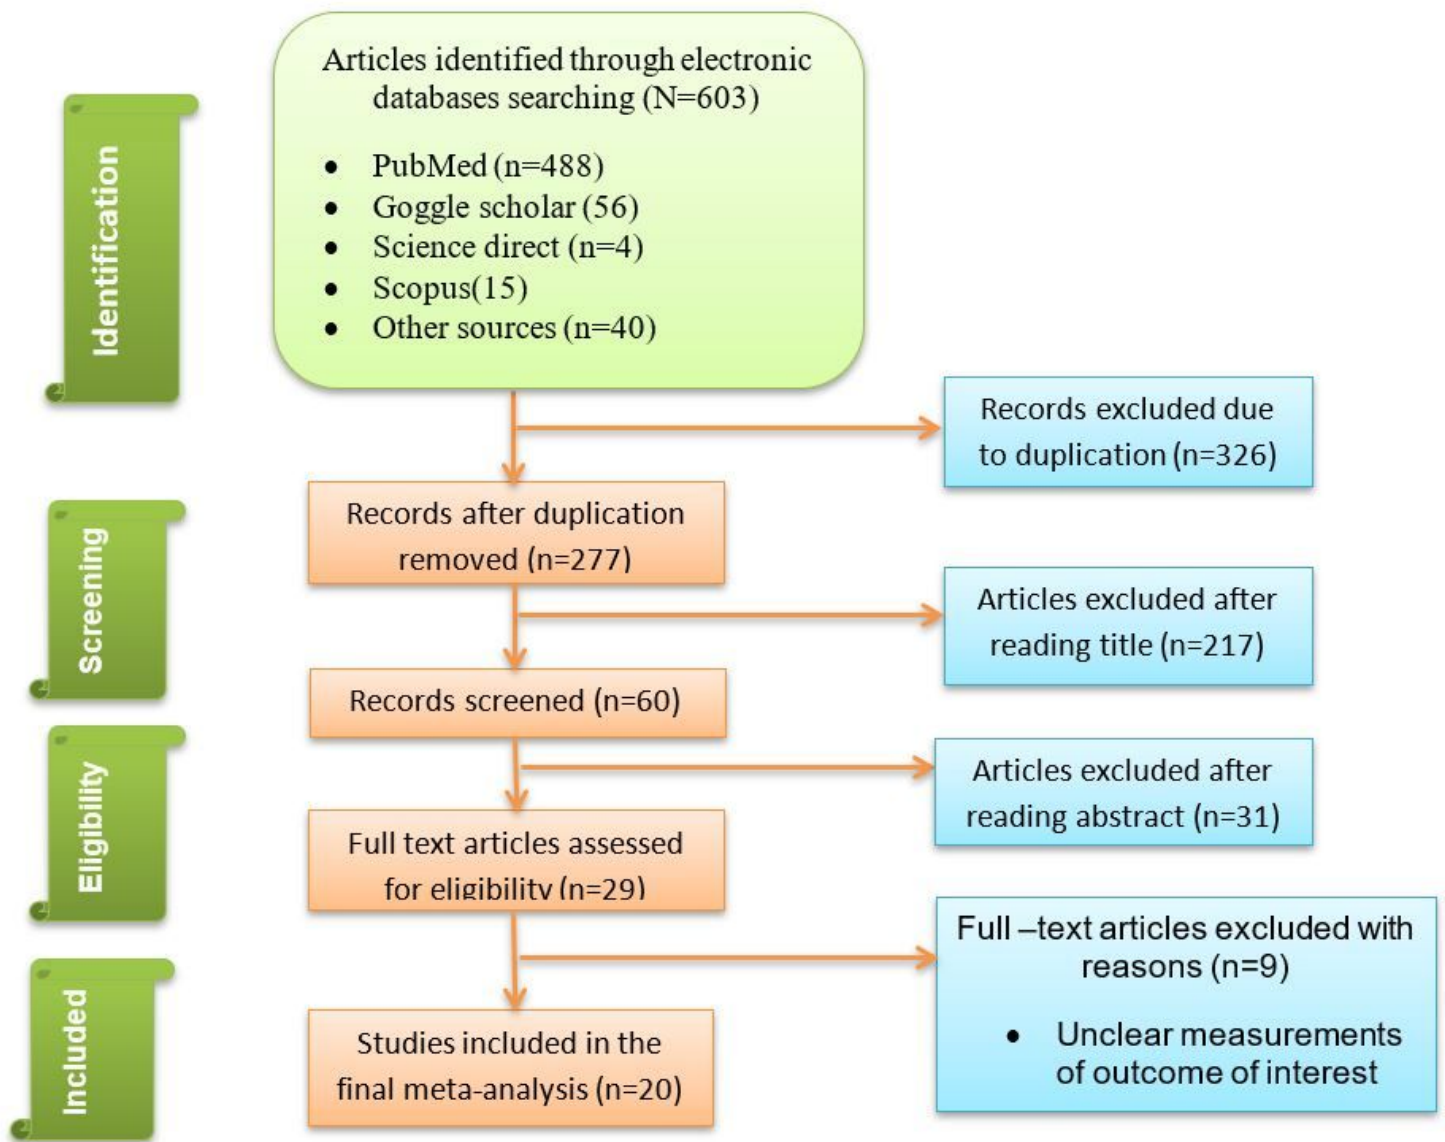 Identification
Articles identified through electronic
databases searching (N=603)
• PubMed (n=488)
• Goggle scholar (56)
• Science direct (n=4)
• Scopus(15)
• Other sources (n=40)
Records excluded due
to duplication (n=326)
Screening
Records after duplication
removed (n=277)
Articles excluded after
reading title (n=217)
Records screened (n=60)
Eligibility
Articles excluded after
reading abstract (n=31)
Full text articles assessed
for eligibility (n=29)
Full –text articles excluded with
reasons (n=9)
• Unclear measurements
of outcome of interest
Included
Studies included in the
final meta-analysis (n=20)